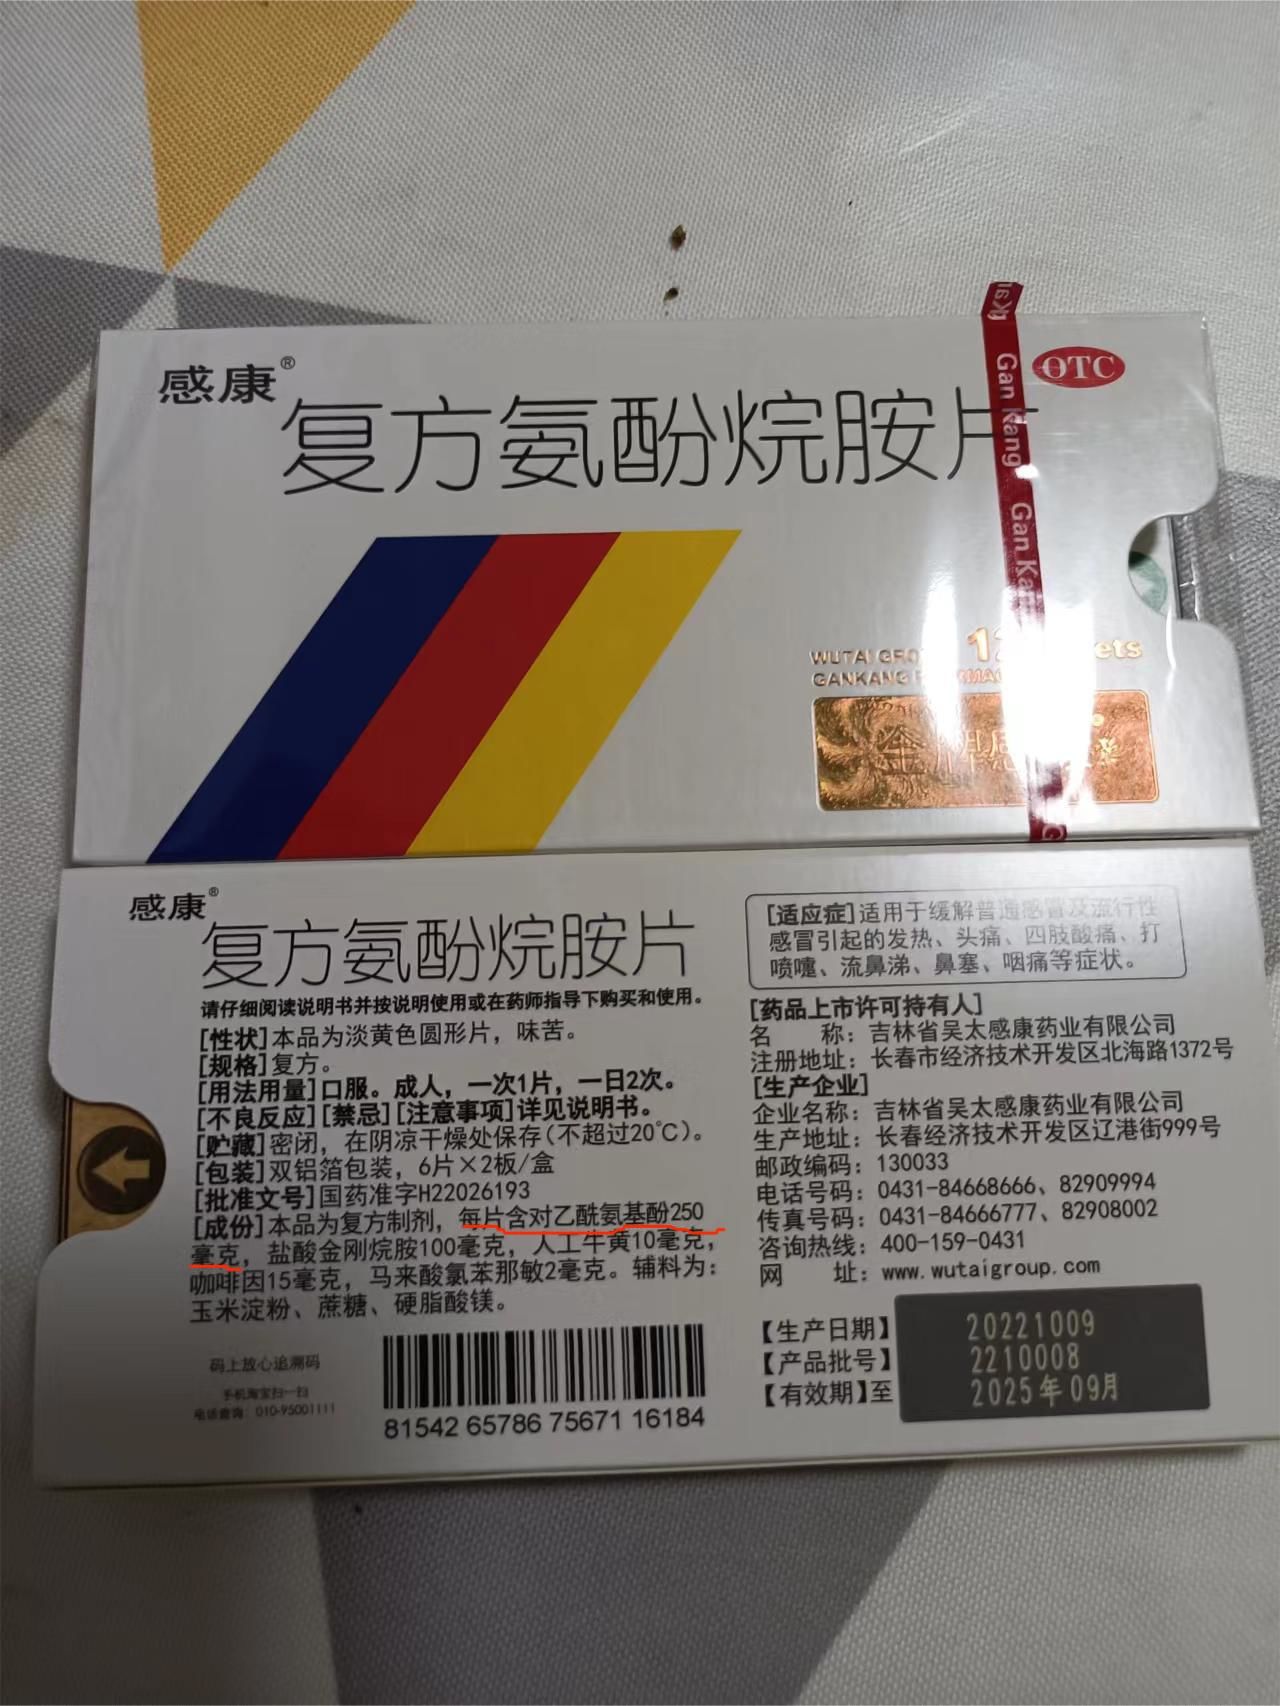 感康®
复方氨酚烷胺片
OTC
Gan Kang
Gan Kang
WUTAI
GANKANG
感康®
复方氨酚烷胺片
请仔细阅读说明书并按说明使用或在药师指导下购买和使用。
[性状]本品为淡黄色圆形片，味苦。
[规格]复方。
[用法用量]口服。成人，一次1片，一日2次。
[不良反应][禁忌][注意事项]详见说明书。
[贮藏]密闭，在阴凉干燥处保存(不超过20℃)。
[包装]双铝箔包装，6片×2板/盒
[批准文号]国药准字H22026193
[成份]本品为复方制剂，每片含对乙酰氨基酚250
毫克，盐酸金刚烷胺100毫克，人工牛黄10毫克，
咖啡因15毫克，马来酸氯苯那敏2毫克。辅料为：
玉米淀粉、蔗糖、硬脂酸镁。
码上放心追溯码
手机淘宝扫一扫
电话查询：010-95001111
81542 65786 75671 16184
[适应症]适用于缓解普通感冒及流行性
感冒引起的发热、头痛、四肢酸痛、打
喷嚏、流鼻涕、鼻塞、咽痛等症状。
[药品上市许可持有人]
名　　称：吉林省吴太感康药业有限公司
注册地址：长春市经济技术开发区北海路1372号
[生产企业]
企业名称：吉林省吴太感康药业有限公司
生产地址：长春经济技术开发区辽港街999号
邮政编码：130033
电话号码：0431-84668666、82909994
传真号码：0431-84666777、82908002
咨询热线：400-159-0431
网　　址：www.wutaigroup.com
【生产日期】 20221009
【产品批号】 2210008
【有效期】至 2025年09月